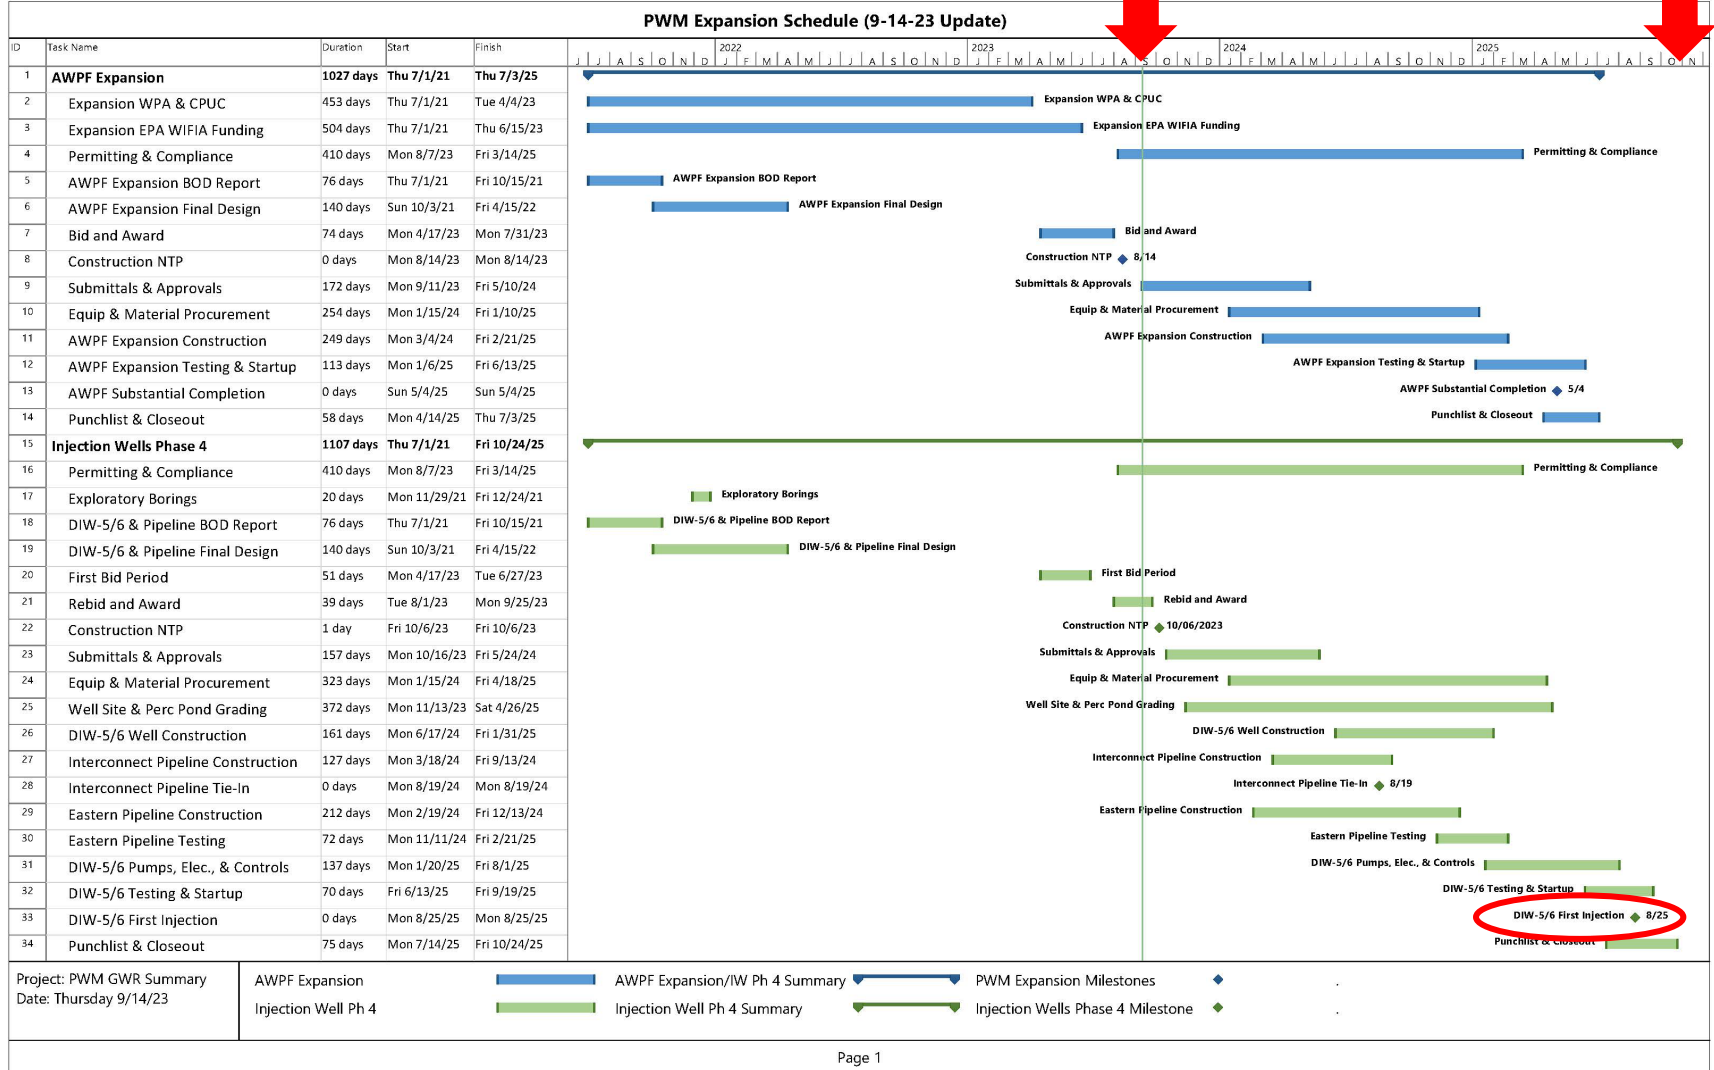 PWM Expansion Schedule (9-14-23 Update)
ID Task Name Duration Start Finish 2022 2023 2024 2025
J J A S O N D J F M A M J J A S O N D J F M A M J J A S O N D J F M A M J J A S O N
1 AWPF Expansion 1027 days Thu 7/1/21 Thu 7/3/25
2 Expansion WPA & CPUC 453 days Thu 7/1/21 Tue 4/4/23 Expansion WPA & CPUC
3 Expansion EPA WIFIA Funding 504 days Thu 7/1/21 Thu 6/15/23 Expansion EPA WIFIA Funding
4 Permitting & Compliance 410 days Mon 8/7/23 Fri 3/14/25 Permitting & Compliance
5 AWPF Expansion BOD Report 76 days Thu 7/1/21 Fri 10/15/21 AWPF Expansion BOD Report
6 AWPF Expansion Final Design 140 days Sun 10/3/21 Fri 4/15/22 AWPF Expansion Final Design
7 Bid and Award 74 days Mon 4/17/23 Mon 7/31/23 Bid and Award
8 Construction NTP 0 days Mon 8/14/23 Mon 8/14/23 Construction NTP 8/14
9 Submittals & Approvals 172 days Mon 9/11/23 Fri 5/10/24 Submittals & Approvals
10 Equip & Material Procurement 254 days Mon 1/15/24 Fri 1/10/25 Equip & Material Procurement
11 AWPF Expansion Construction 249 days Mon 3/4/24 Fri 2/21/25 AWPF Expansion Construction
12 AWPF Expansion Testing & Startup 113 days Mon 1/6/25 Fri 6/13/25 AWPF Expansion Testing & Startup
13 AWPF Substantial Completion 0 days Sun 5/4/25 Sun 5/4/25 AWPF Substantial Completion 5/4
14 Punchlist & Closeout 58 days Mon 4/14/25 Thu 7/3/25 Punchlist & Closeout
15 Injection Wells Phase 4 1107 days Thu 7/1/21 Fri 10/24/25
16 Permitting & Compliance 410 days Mon 8/7/23 Fri 3/14/25 Permitting & Compliance
17 Exploratory Borings 20 days Mon 11/29/21 Fri 12/24/21 Exploratory Borings
18 DIW-5/6 & Pipeline BOD Report 76 days Thu 7/1/21 Fri 10/15/21 DIW-5/6 & Pipeline BOD Report
19 DIW-5/6 & Pipeline Final Design 140 days Sun 10/3/21 Fri 4/15/22 DIW-5/6 & Pipeline Final Design
20 First Bid Period 51 days Mon 4/17/23 Tue 6/27/23 First Bid Period
21 Rebid and Award 39 days Tue 8/1/23 Mon 9/25/23 Rebid and Award
22 Construction NTP 1 day Fri 10/6/23 Fri 10/6/23 Construction NTP 10/06/2023
23 Submittals & Approvals 157 days Mon 10/16/23 Fri 5/24/24 Submittals & Approvals
24 Equip & Material Procurement 323 days Mon 1/15/24 Fri 4/18/25 Equip & Material Procurement
25 Well Site & Perc Pond Grading 372 days Mon 11/13/23 Sat 4/26/25 Well Site & Perc Pond Grading
26 DIW-5/6 Well Construction 161 days Mon 6/17/24 Fri 1/31/25 DIW-5/6 Well Construction
27 Interconnect Pipeline Construction 127 days Mon 3/18/24 Fri 9/13/24 Interconnect Pipeline Construction
28 Interconnect Pipeline Tie-In 0 days Mon 8/19/24 Mon 8/19/24 Interconnect Pipeline Tie-In 8/19
29 Eastern Pipeline Construction 212 days Mon 2/19/24 Fri 12/13/24 Eastern Pipeline Construction
30 Eastern Pipeline Testing 72 days Mon 11/11/24 Fri 2/21/25 Eastern Pipeline Testing
31 DIW-5/6 Pumps, Elec., & Controls 137 days Mon 1/20/25 Fri 8/1/25 DIW-5/6 Pumps, Elec., & Controls
32 DIW-5/6 Testing & Startup 70 days Fri 6/13/25 Fri 9/19/25 DIW-5/6 Testing & Startup
33 DIW-5/6 First Injection 0 days Mon 8/25/25 Mon 8/25/25 DIW-5/6 First Injection 8/25
34 Punchlist & Closeout 75 days Mon 7/14/25 Fri 10/24/25 Punchlist & Closeout
Project: PWM GWR Summary
Date: Thursday 9/14/23
AWPF Expansion AWPF Expansion/IW Ph 4 Summary PWM Expansion Milestones .
Injection Well Ph 4 Injection Well Ph 4 Summary Injection Wells Phase 4 Milestone .
Page 1